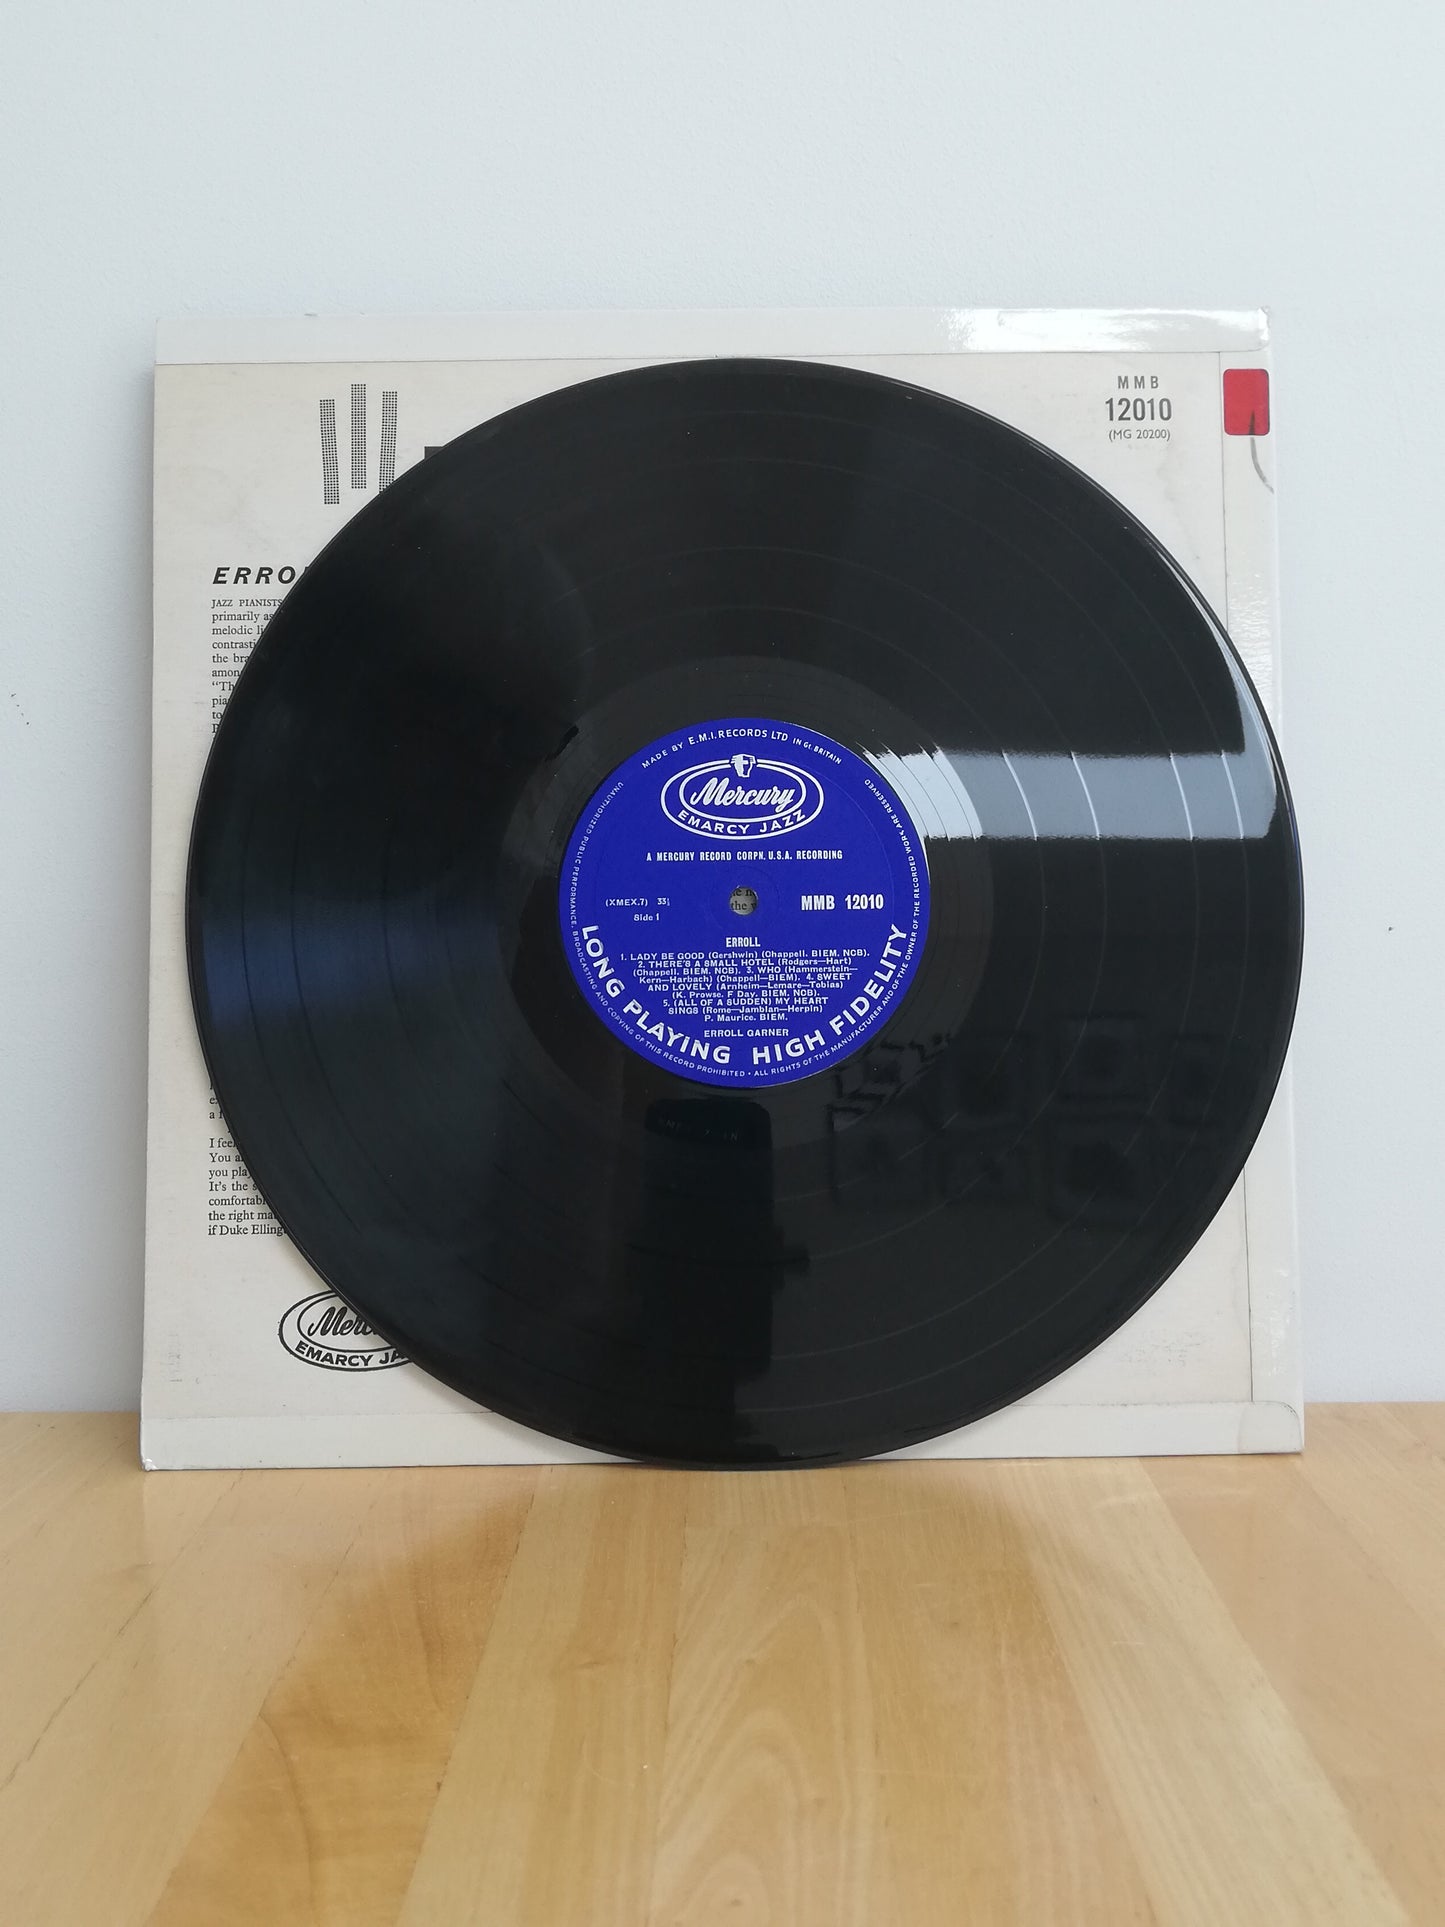 MMB
12010
(MG 20200)
ERRO
JAZZ PIANISTS
primarily as
melodic li
contrasti
the bra
amon
"Th
pia
to
I feel
You a
you play
It's the s
comfortabl
the right ma
if Duke Elling
EMARCY JA
MADE BY E.M.I. RECORDS LTD IN GT. BRITAIN
UNAUTHORIZED PUBLIC PERFORMANCE, BROADCASTING AND COPYING OF THIS RECORD PROHIBITED • ALL RIGHTS OF THE MANUFACTURER AND OF THE OWNER OF THE RECORDED WORK ARE RESERVED
Mercury
EMARCY JAZZ
A MERCURY RECORD CORPN. U.S.A. RECORDING
(XMEX.7) 33⅓
Side 1
MMB 12010
ERROLL
1. LADY BE GOOD (Gershwin) (Chappell. BIEM. NCB).
2. THERE'S A SMALL HOTEL (Rodgers—Hart)
(Chappell. BIEM. NCB). 3. WHO (Hammerstein—
Kern—Harbach) (Chappell—BIEM). 4. SWEET
AND LOVELY (Arnheim—Lemare—Tobias)
(K. Prowse. F Day. BIEM. NCB).
5. (ALL OF A SUDDEN) MY HEART
SINGS (Rome—Jamblan—Herpin)
P. Maurice. BIEM.
ERROLL GARNER
LONG PLAYING HIGH FIDELITY